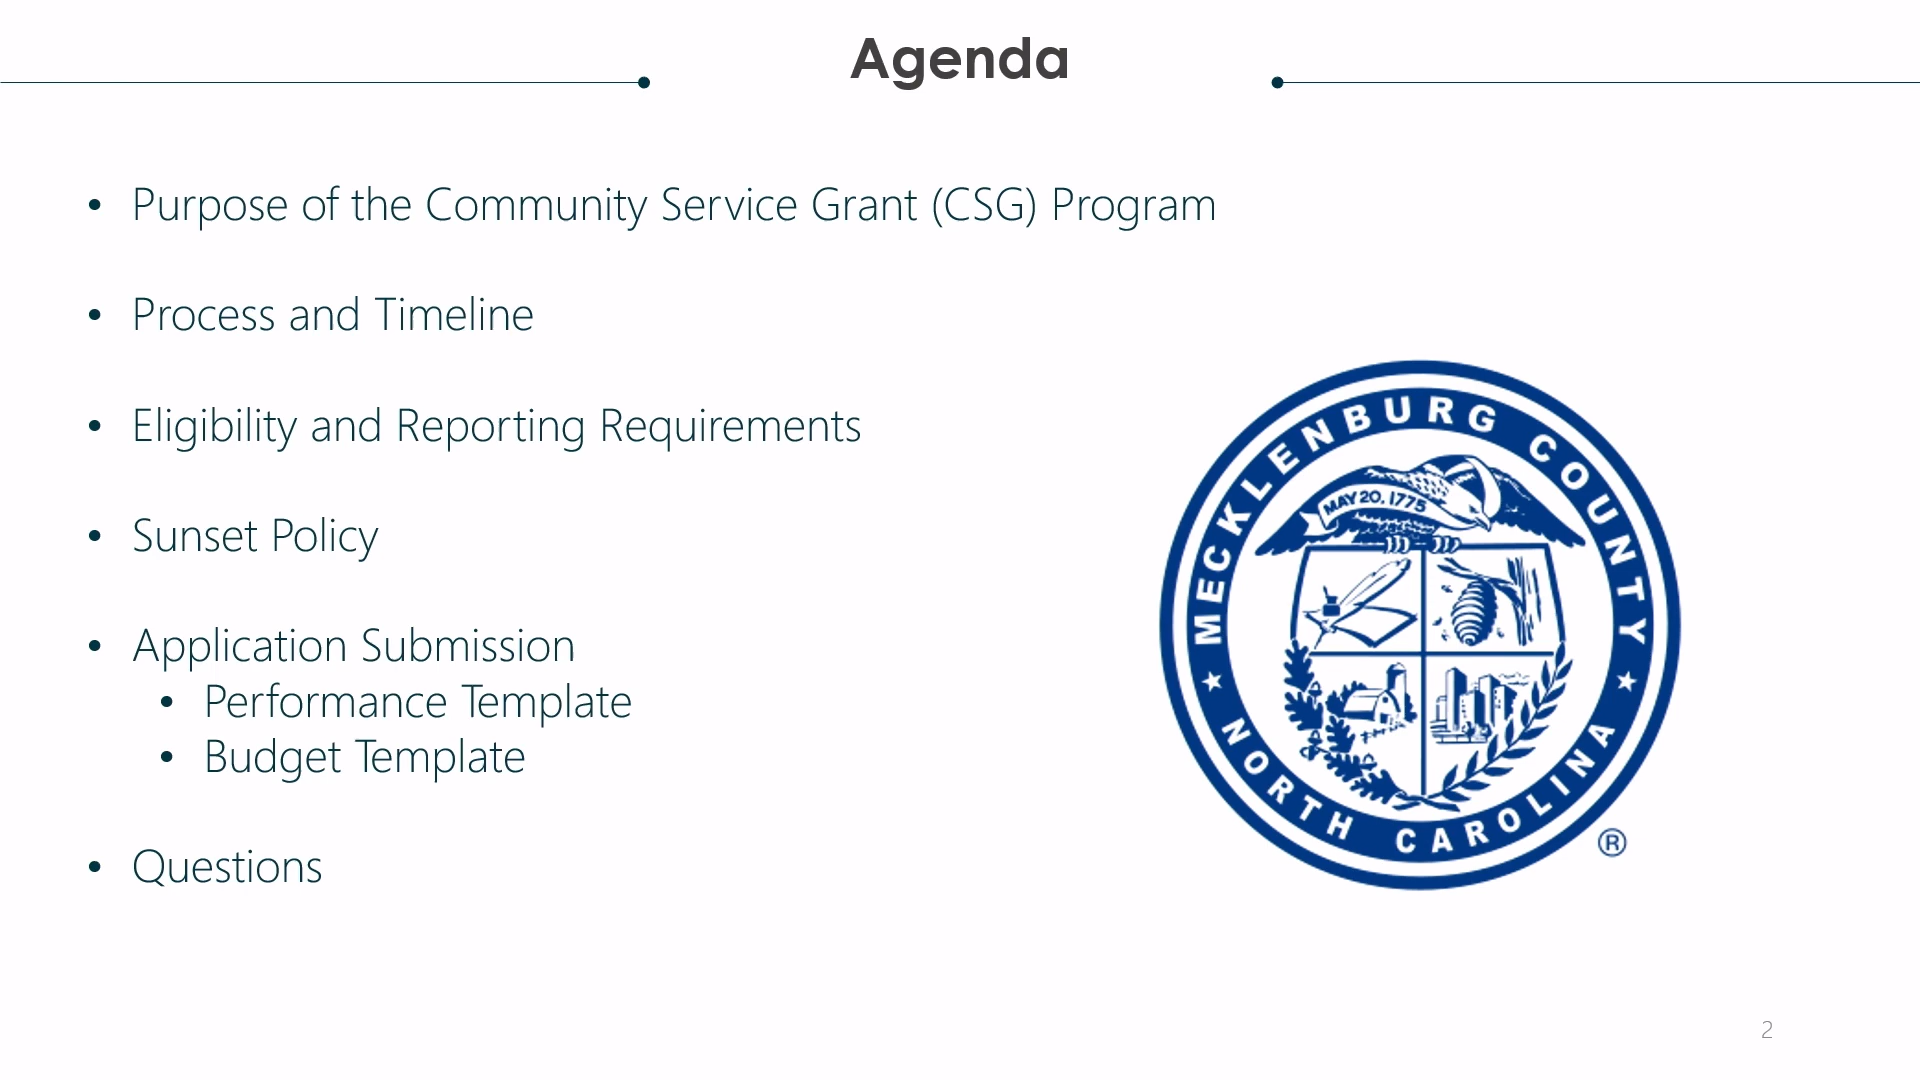 Agenda
• Purpose of the Community Service Grant (CSG) Program
• Process and Timeline
• Eligibility and Reporting Requirements
• Sunset Policy
• Application Submission
• Performance Template
• Budget Template
• Questions
MECKLENBURG COUNTY
MAY 20, 1775
★ NORTH CAROLINA ★
®
2